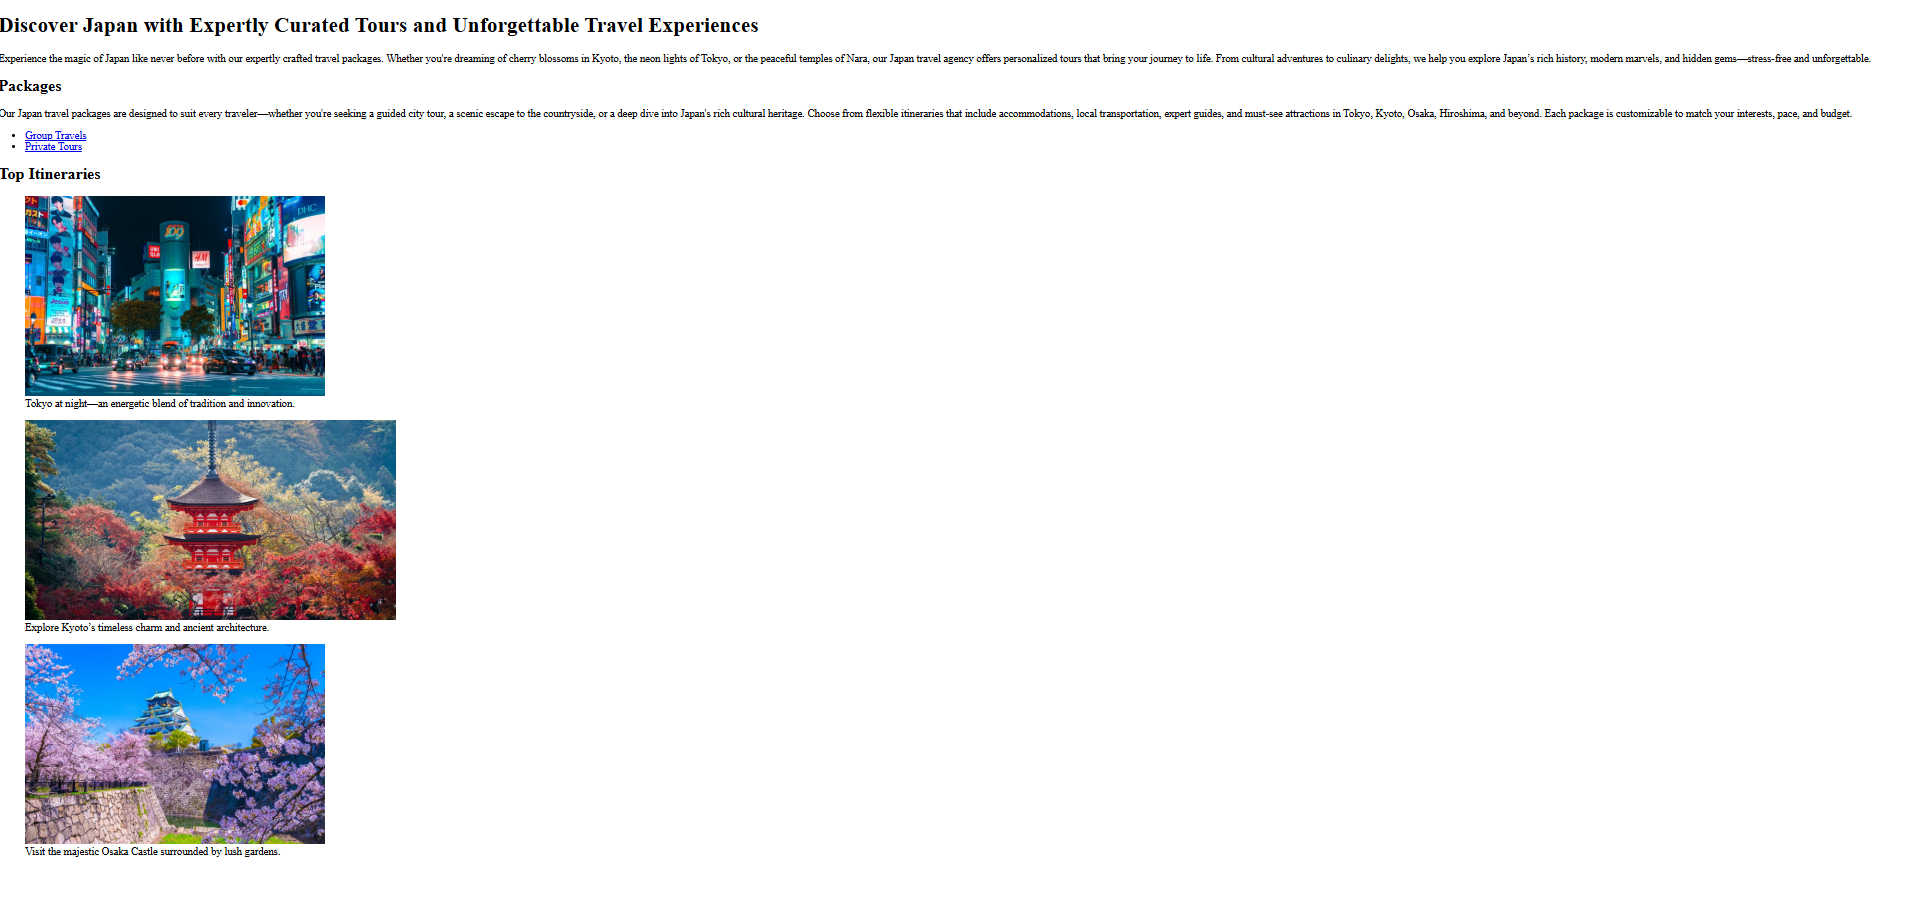 Discover Japan with Expertly Curated Tours and Unforgettable Travel Experiences
Experience the magic of Japan like never before with our expertly crafted travel packages. Whether you're dreaming of cherry blossoms in Kyoto, the neon lights of Tokyo, or the peaceful temples of Nara, our Japan travel agency offers personalized tours that bring your journey to life. From cultural adventures to culinary delights, we help you explore Japan’s rich history, modern marvels, and hidden gems—stress-free and unforgettable.
Packages
Our Japan travel packages are designed to suit every traveler—whether you're seeking a guided city tour, a scenic escape to the countryside, or a deep dive into Japan's rich cultural heritage. Choose from flexible itineraries that include accommodations, local transportation, expert guides, and must-see attractions in Tokyo, Kyoto, Osaka, Hiroshima, and beyond. Each package is customizable to match your interests, pace, and budget.
Group Travels
Private Tours
Top Itineraries
DHC
109
H&M
Tokyo at night—an energetic blend of tradition and innovation.
Explore Kyoto’s timeless charm and ancient architecture.
Visit the majestic Osaka Castle surrounded by lush gardens.